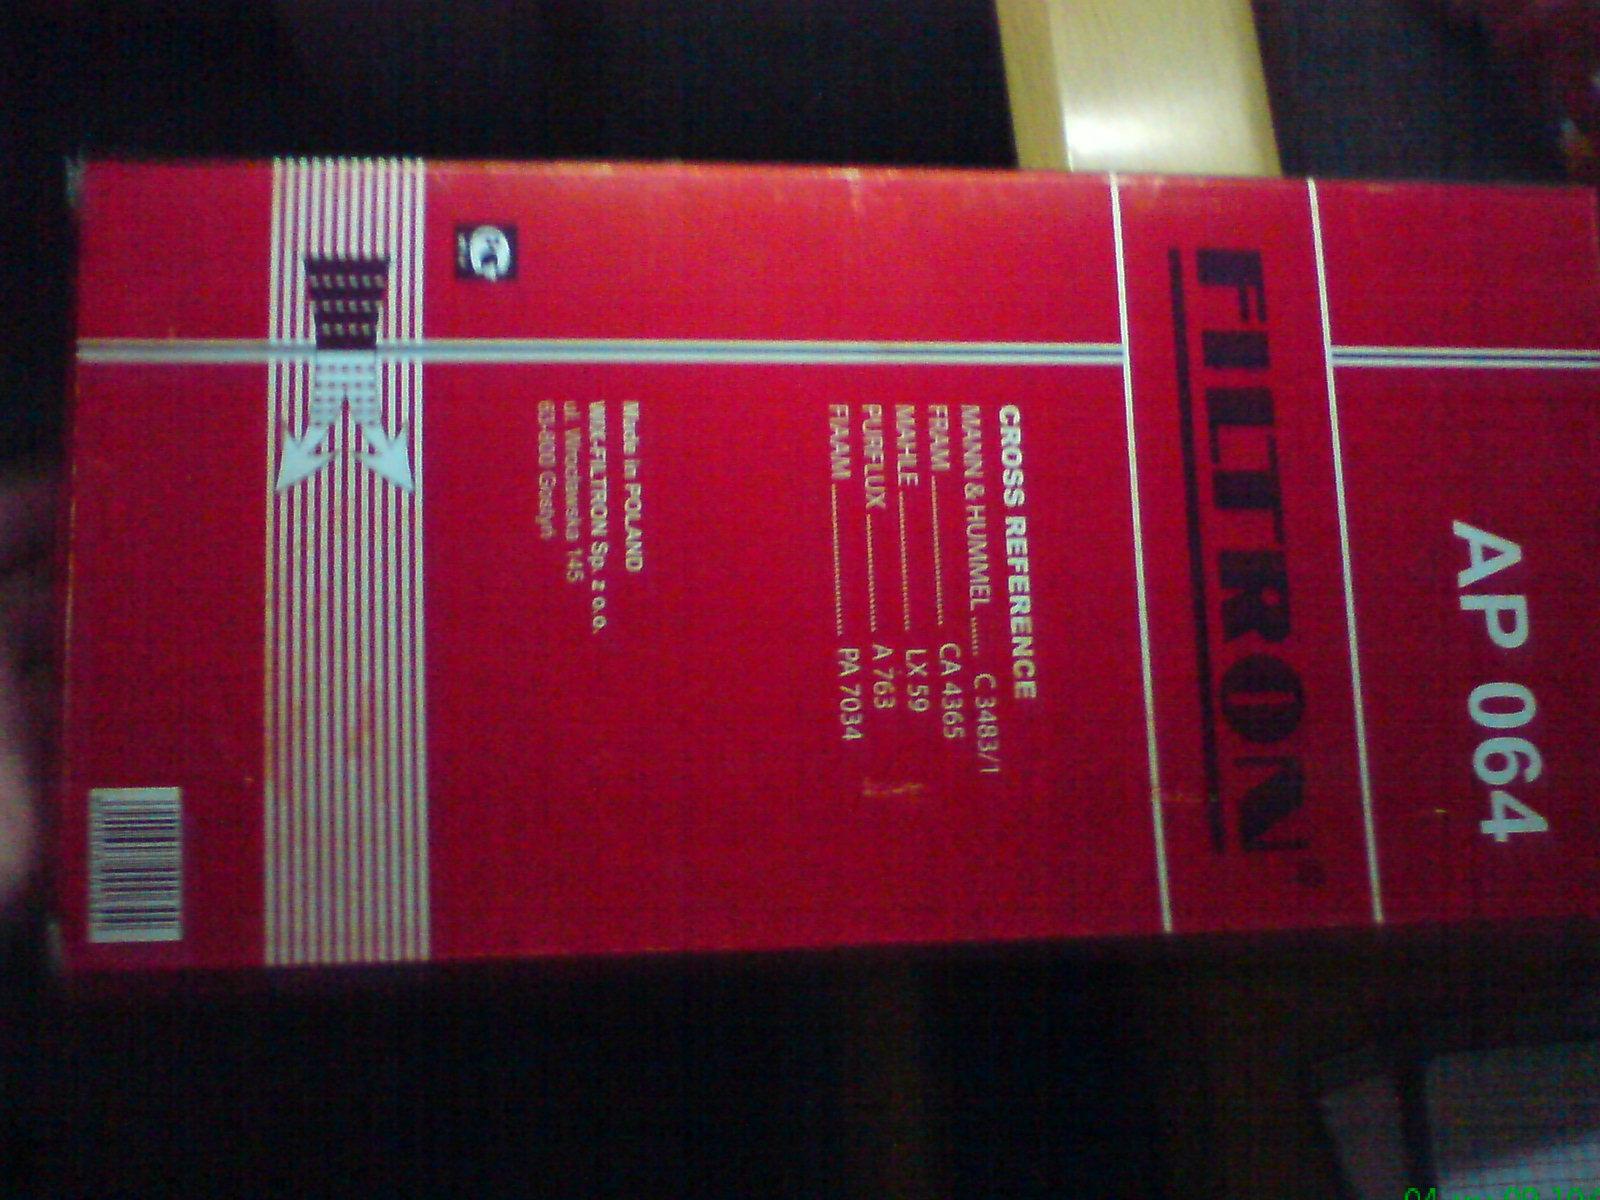 AP 064
FILTRON®
CROSS REFERENCE
MANN & HUMMEL ...... C 3483/1
FRAM ........................ CA 4365
MAHLE ...................... LX 59
PURFLUX .................. A 763
FIAAM ....................... PA 7034
Made in POLAND
WIX-FILTRON Sp. z o.o.
ul. Wrocławska 145
63-800 Gostyń